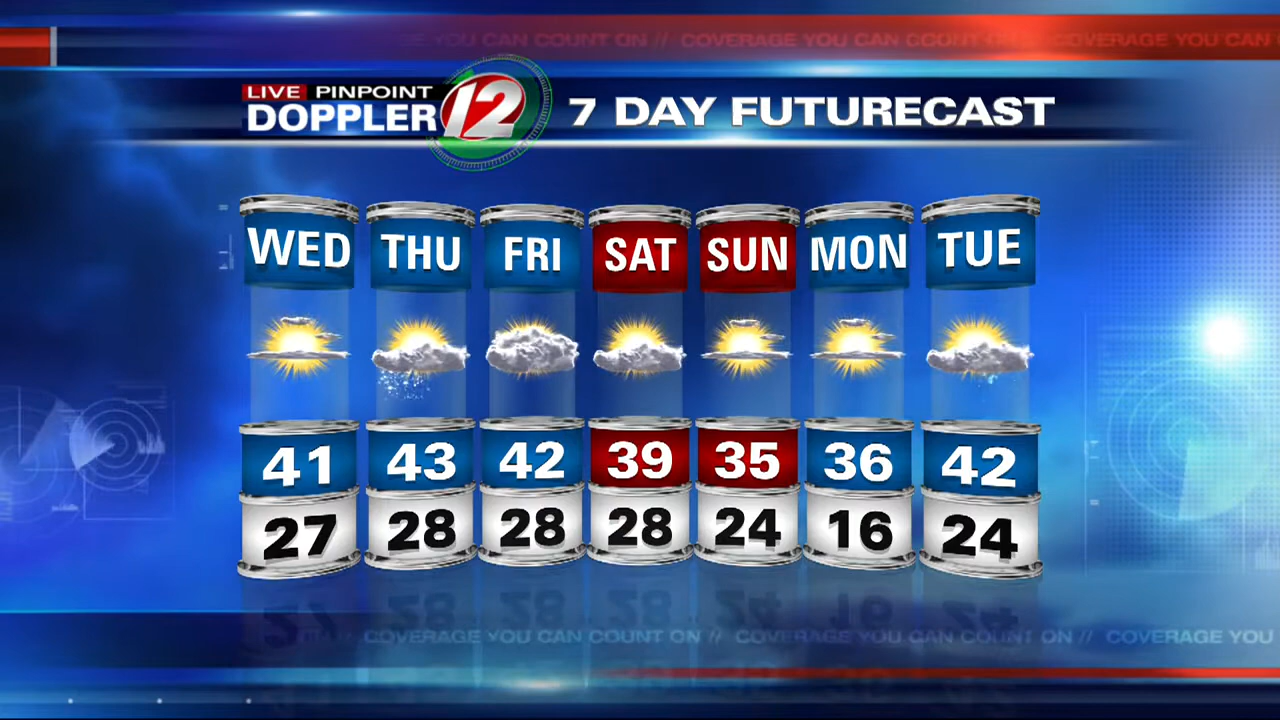 E YOU CAN COUNT ON // COVERAGE YOU CAN COUNT ON // COVERAGE YOU CAN
LIVE PINPOINT
DOPPLER 12
7 DAY FUTURECAST
WED THU FRI SAT SUN MON TUE
41 43 42 39 35 36 42
27 28 28 28 24 16 24
COVERAGE YOU CAN COUNT ON // COVERAGE YOU CAN COUNT ON // COVERAGE YOU